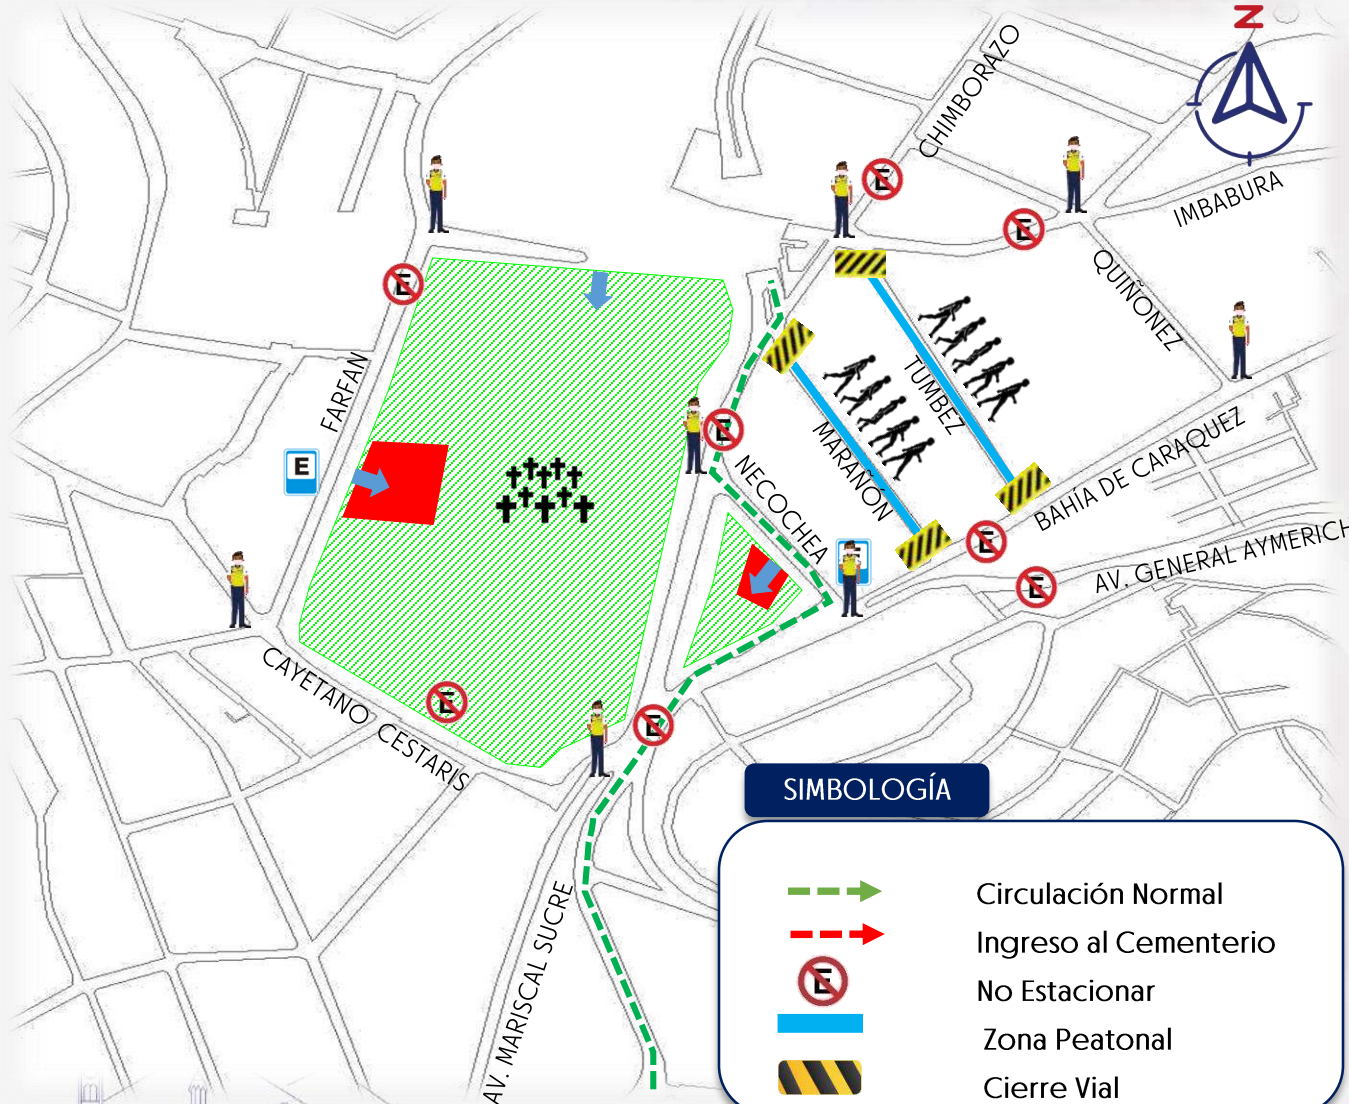 N
CHIMBORAZO
E
IMBABURA
E
QUIÑONEZ
E
FARFAN
TUMBEZ
E
MARAÑÓN
BAHÍA DE CARAQUEZ
E
NECOCHEA
E
AV. GENERAL AYMERICH
E
E
CAYETANO CESTARIS
E
E
SIMBOLOGÍA
AV. MARISCAL SUCRE
Circulación Normal
Ingreso al Cementerio
E
No Estacionar
Zona Peatonal
Cierre Vial